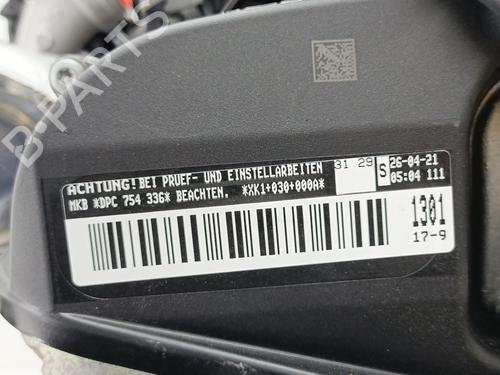 B-PARTS
ACHTUNG! BEI PRUEF- UND EINSTELLARBEITEN
MKB *DPC 754 336* BEACHTEN. *XK1+030+000A*
31 29
S
26-04-21
05:04 111
1301
17-9